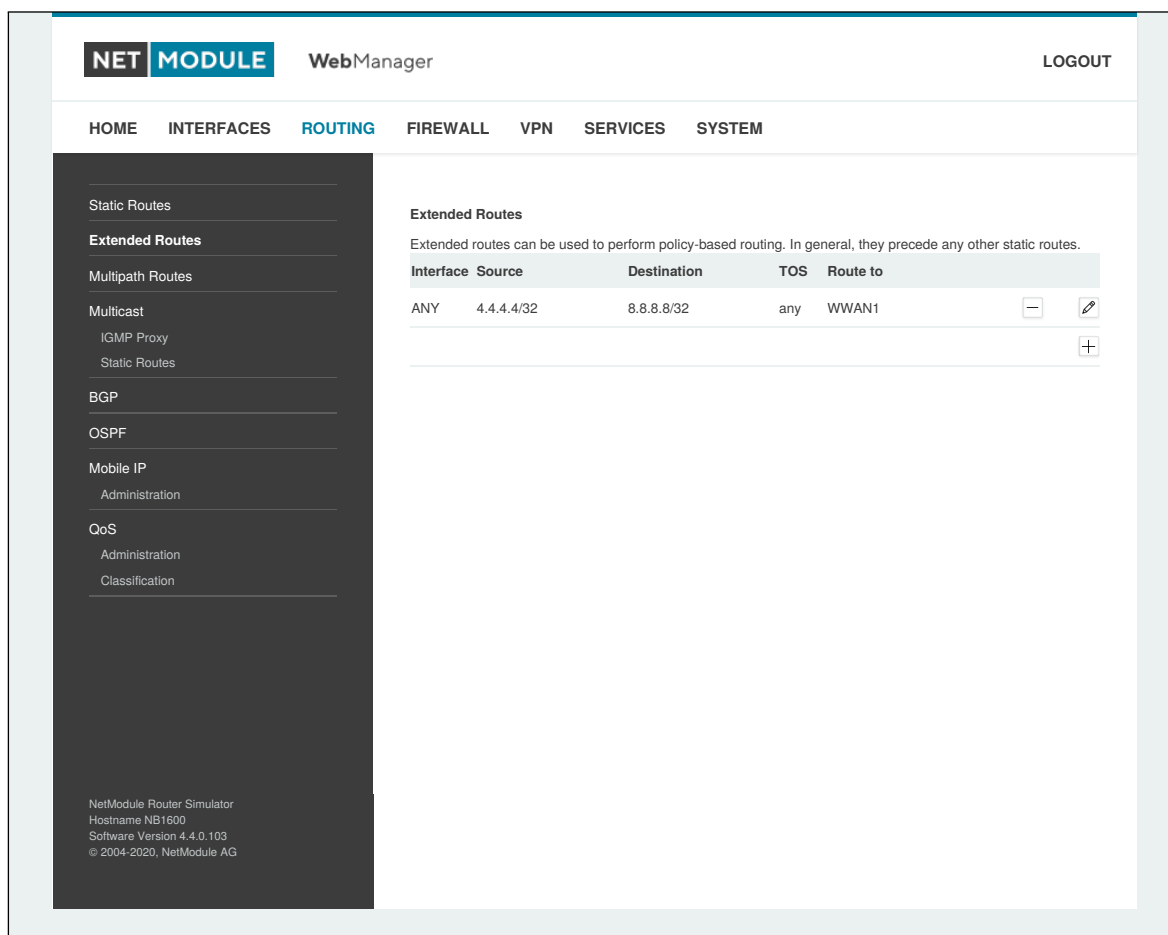 NET MODULE WebManager LOGOUT
HOME INTERFACES ROUTING FIREWALL VPN SERVICES SYSTEM
Static Routes
Extended Routes
Multipath Routes
Multicast
IGMP Proxy
Static Routes
BGP
OSPF
Mobile IP
Administration
QoS
Administration
Classification
NetModule Router Simulator
Hostname NB1600
Software Version 4.4.0.103
© 2004-2020, NetModule AG
Extended Routes
Extended routes can be used to perform policy-based routing. In general, they precede any other static routes.
Interface Source Destination TOS Route to
ANY 4.4.4.4/32 8.8.8.8/32 any WWAN1